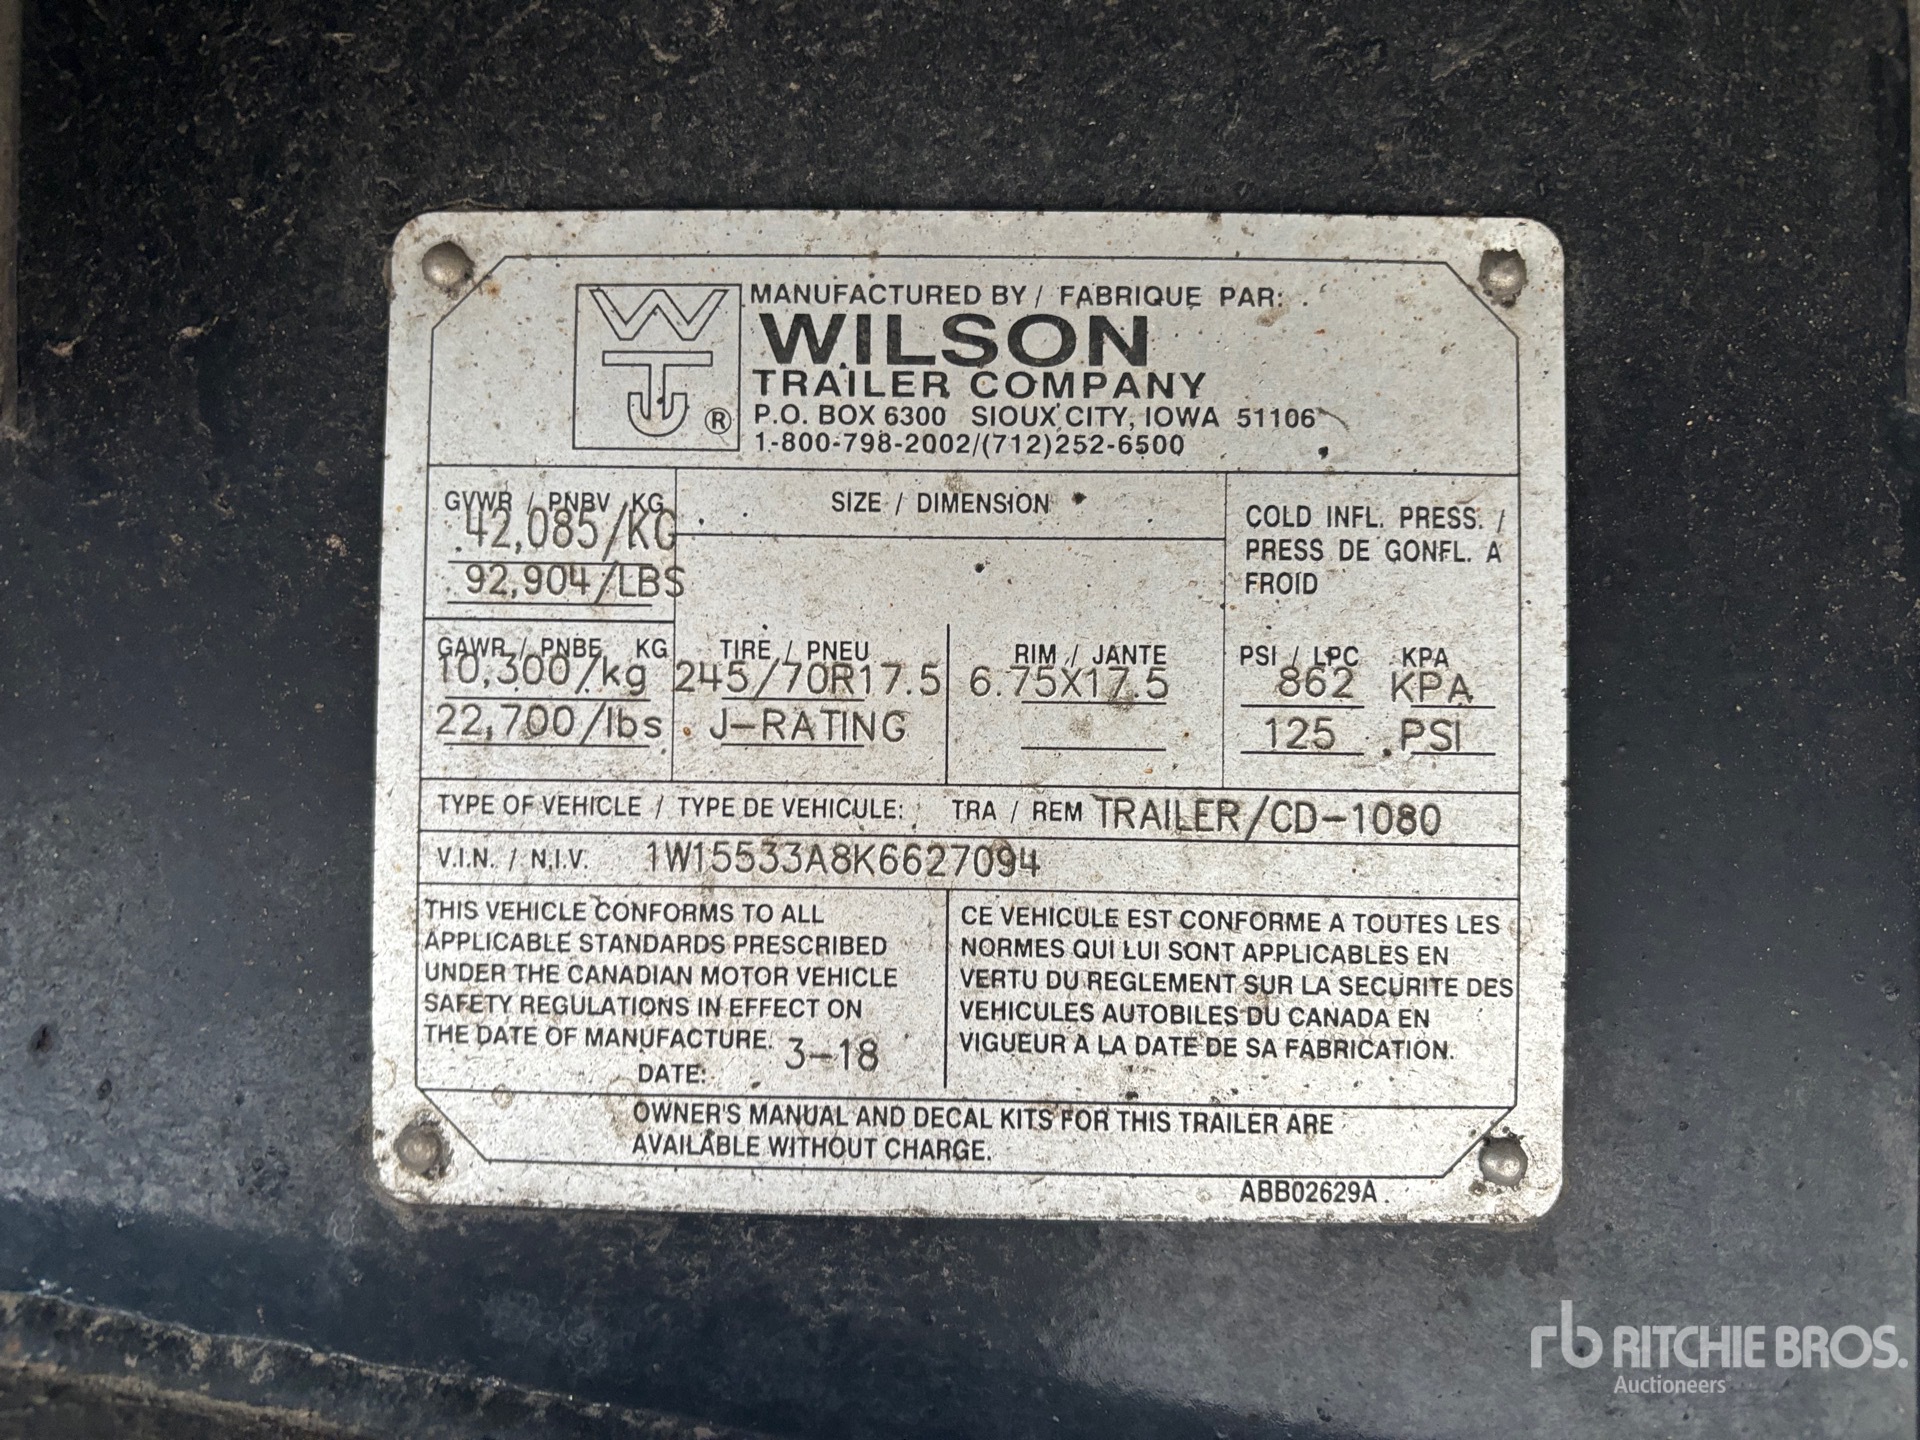 MANUFACTURED BY / FABRIQUE PAR:
WILSON
TRAILER COMPANY
P.O. BOX 6300 SIOUX CITY, IOWA 51106
1-800-798-2002/(712)252-6500
WTJ ®
GVWR / PNBV KG
42,085/KG
92,904/LBS
SIZE / DIMENSION
COLD INFL. PRESS. /
PRESS DE GONFL. A
FROID
GAWR / PNBE KG
10,300/kg
22,700/lbs
TIRE / PNEU
245/70R17.5
J-RATING
RIM / JANTE
6.75X17.5
PSI / LPC KPA
862 KPA
125 PSI
TYPE OF VEHICLE / TYPE DE VEHICULE: TRA / REM TRAILER/CD-1080
V.I.N. / N.I.V. 1W15533A8K6627094
THIS VEHICLE CONFORMS TO ALL
APPLICABLE STANDARDS PRESCRIBED
UNDER THE CANADIAN MOTOR VEHICLE
SAFETY REGULATIONS IN EFFECT ON
THE DATE OF MANUFACTURE.
DATE: 3-18
CE VEHICULE EST CONFORME A TOUTES LES
NORMES QUI LUI SONT APPLICABLES EN
VERTU DU REGLEMENT SUR LA SECURITE DES
VEHICULES AUTOBILES DU CANADA EN
VIGUEUR A LA DATE DE SA FABRICATION.
OWNER'S MANUAL AND DECAL KITS FOR THIS TRAILER ARE
AVAILABLE WITHOUT CHARGE.
ABB02629A
rb RITCHIE BROS.
Auctioneers